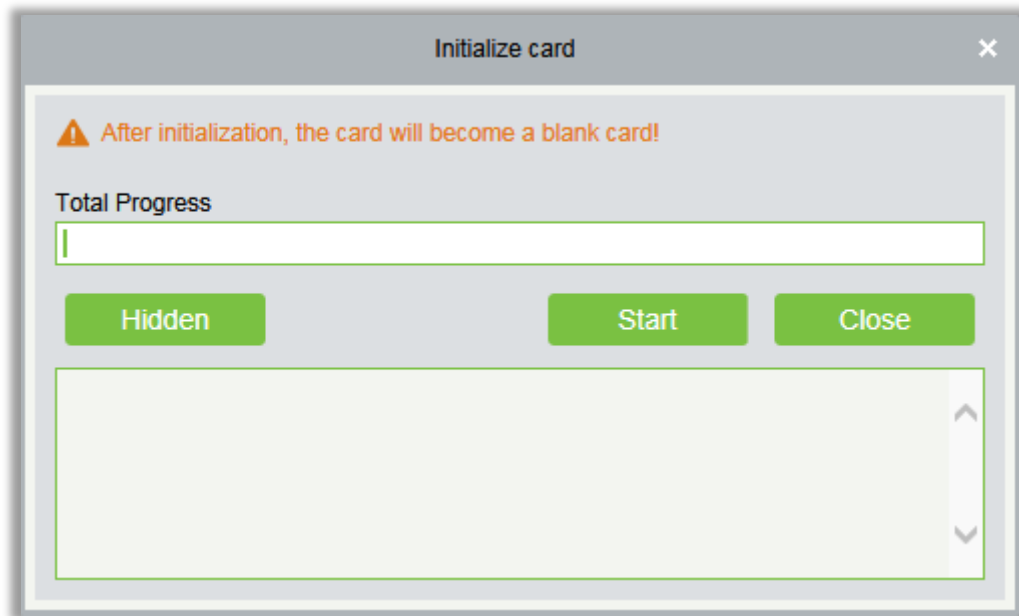 Initialize card
After initialization, the card will become a blank card!
Total Progress
Hidden Start Close